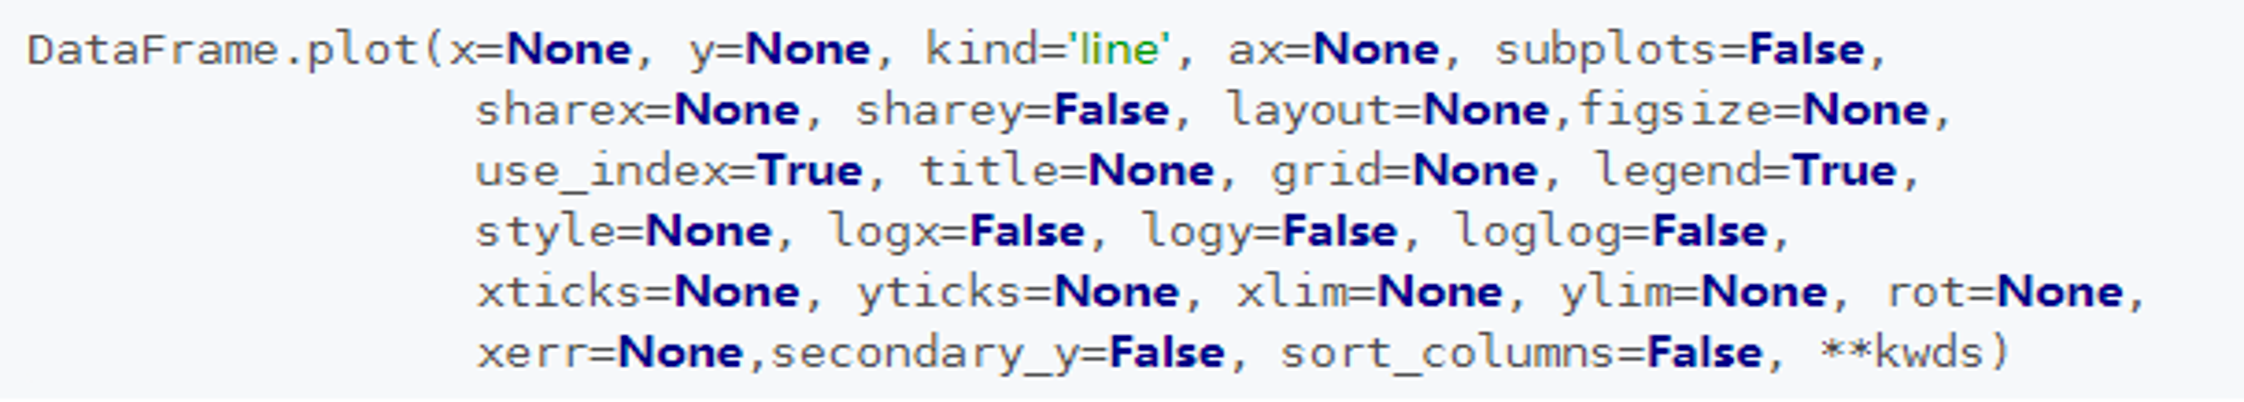 DataFrame.plot(x=None, y=None, kind='line', ax=None, subplots=False,
sharex=None, sharey=False, layout=None,figsize=None,
use_index=True, title=None, grid=None, legend=True,
style=None, logx=False, logy=False, loglog=False,
xticks=None, yticks=None, xlim=None, ylim=None, rot=None,
xerr=None,secondary_y=False, sort_columns=False, **kwds)